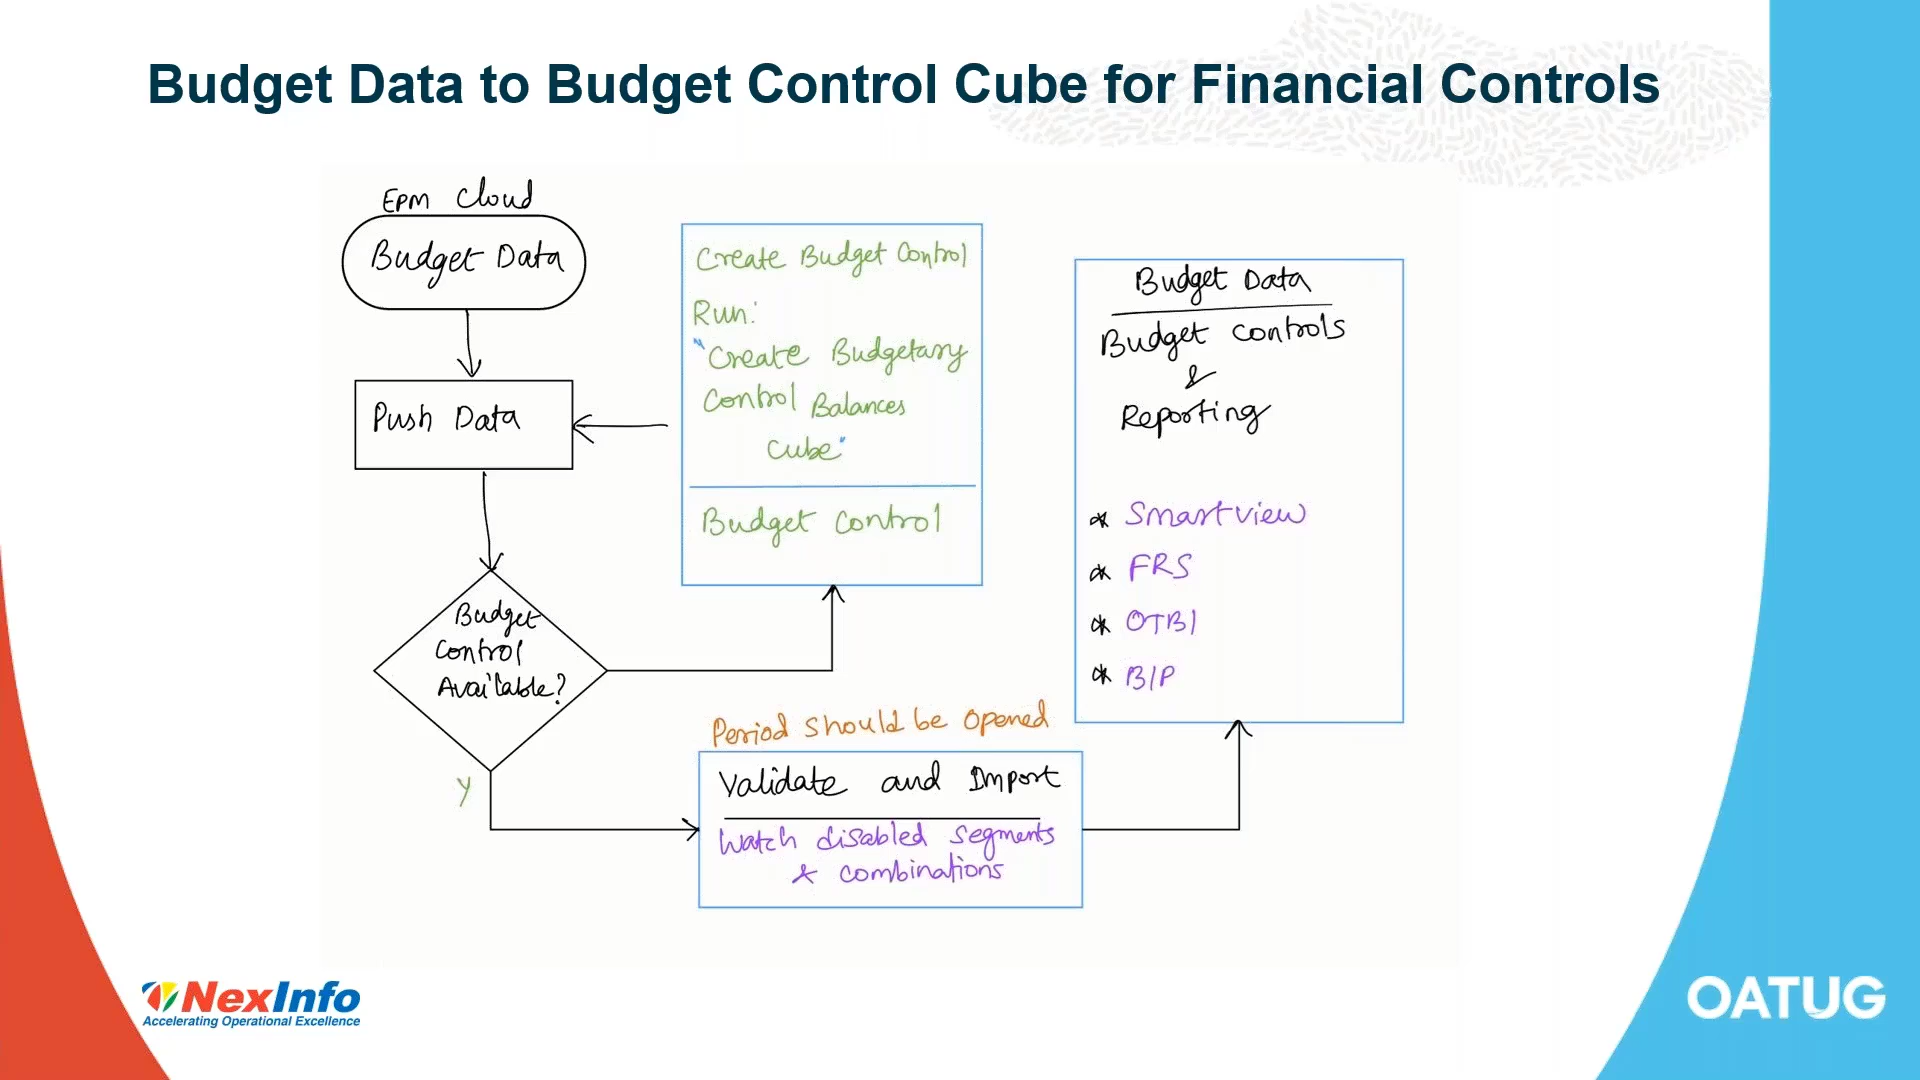 Budget Data to Budget Control Cube for Financial Controls
EPM Cloud
Budget Data
Push Data
Budget
Control
Available?
Y
Create Budget Control
Run:
"Create Budgetary
Control Balances
Cube"
Budget Control
Period should be opened
Validate and Import
Watch disabled segments
& combinations
Budget Data
Budget controls
&
Reporting
* Smartview
* FRS
* OTBI
* BIP
NexInfo
Accelerating Operational Excellence
OATUG